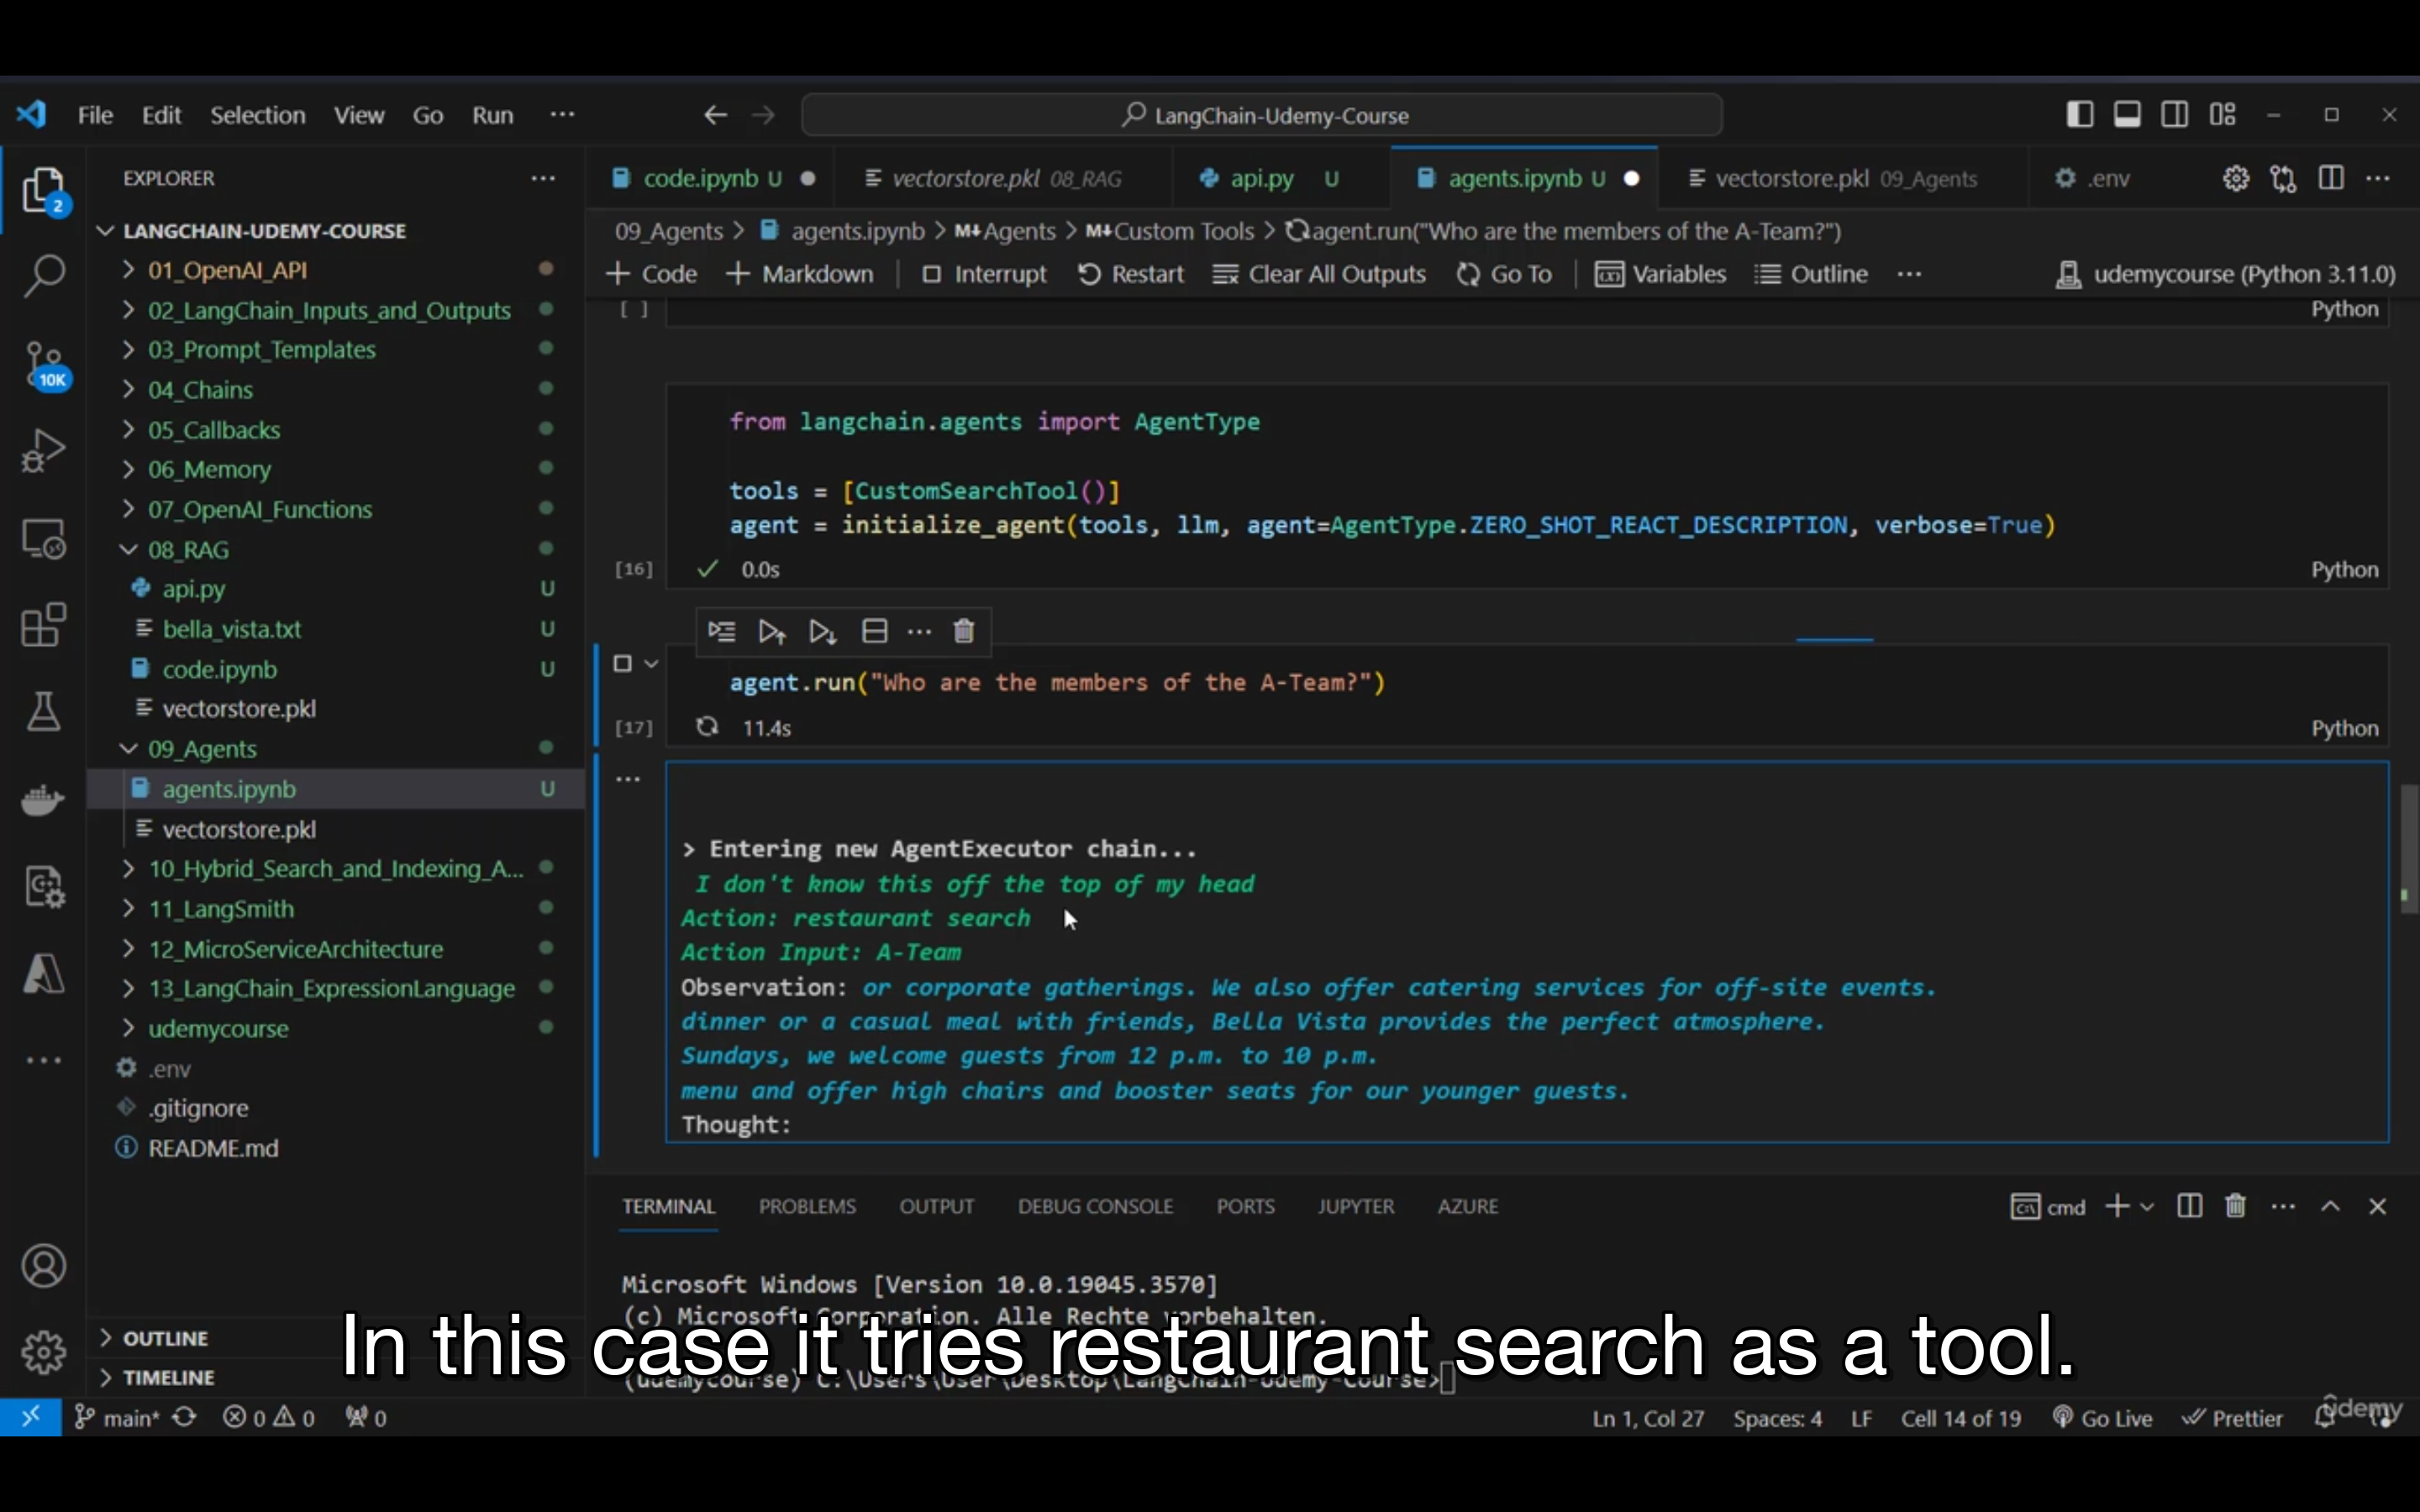 File Edit Selection View Go Run ... LangChain-Udemy-Course
EXPLORER ...
2
10K
LANGCHAIN-UDEMY-COURSE
01_OpenAI_API
02_LangChain_Inputs_and_Outputs
03_Prompt_Templates
04_Chains
05_Callbacks
06_Memory
07_OpenAI_Functions
08_RAG
api.py U
bella_vista.txt U
code.ipynb U
vectorstore.pkl
09_Agents
agents.ipynb U
vectorstore.pkl
10_Hybrid_Search_and_Indexing_A...
11_LangSmith
12_MicroServiceArchitecture
13_LangChain_ExpressionLanguage
udemycourse
.env
.gitignore
README.md
OUTLINE
TIMELINE
code.ipynb U vectorstore.pkl 08_RAG api.py U agents.ipynb U vectorstore.pkl 09_Agents .env ...
09_Agents > agents.ipynb > M↓Agents > M↓Custom Tools > agent.run("Who are the members of the A-Team?")
+ Code + Markdown | Interrupt Restart Clear All Outputs Go To | Variables Outline ... udemycourse (Python 3.11.0)
[ ] Python
from langchain.agents import AgentType
tools = [CustomSearchTool()]
agent = initialize_agent(tools, llm, agent=AgentType.ZERO_SHOT_REACT_DESCRIPTION, verbose=True)
[16] ✓ 0.0s Python
agent.run("Who are the members of the A-Team?")
[17] 11.4s Python
...
> Entering new AgentExecutor chain...
I don't know this off the top of my head
Action: restaurant search
Action Input: A-Team
Observation: or corporate gatherings. We also offer catering services for off-site events.
dinner or a casual meal with friends, Bella Vista provides the perfect atmosphere.
Sundays, we welcome guests from 12 p.m. to 10 p.m.
menu and offer high chairs and booster seats for our younger guests.
Thought:
TERMINAL PROBLEMS OUTPUT DEBUG CONSOLE PORTS JUPYTER AZURE cmd
Microsoft Windows [Version 10.0.19045.3570]
(c) Microsoft Corporation. Alle Rechte vorbehalten.
In this case it tries restaurant search as a tool.
(udemycourse) C:\Users\User\Desktop\LangChain-Udemy-Course>
main* 0 0 0 Ln 1, Col 27 Spaces: 4 LF Cell 14 of 19 Go Live Prettier
udemy